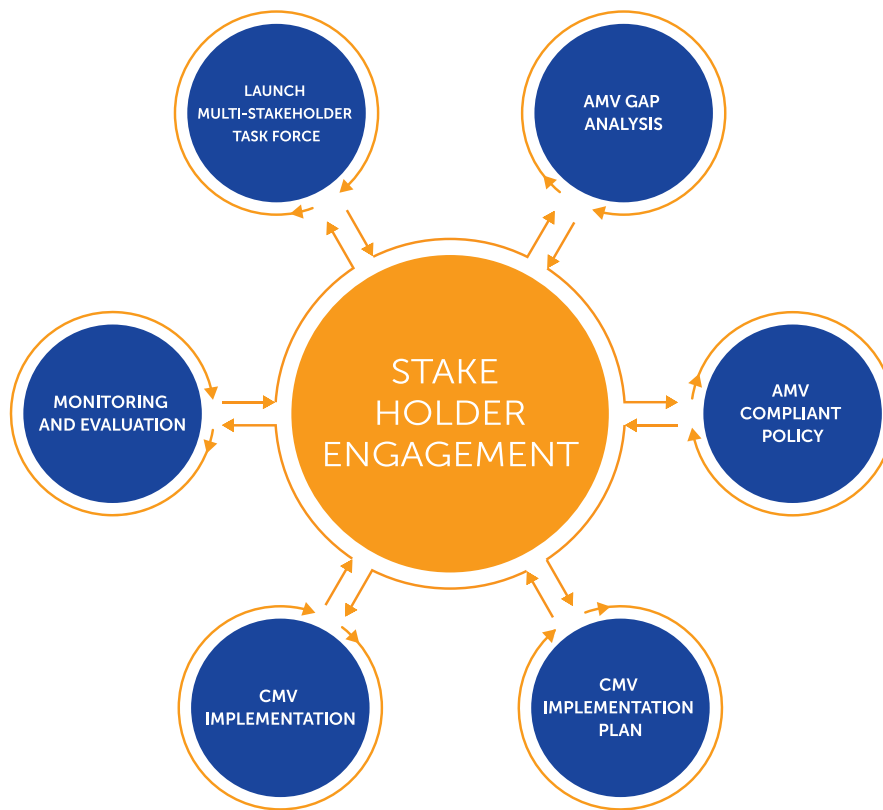 LAUNCH
MULTI-STAKEHOLDER
TASK FORCE
AMV GAP
ANALYSIS
STAKE
HOLDER
ENGAGEMENT
MONITORING
AND EVALUATION
AMV
COMPLIANT
POLICY
CMV
IMPLEMENTATION
CMV
IMPLEMENTATION
PLAN